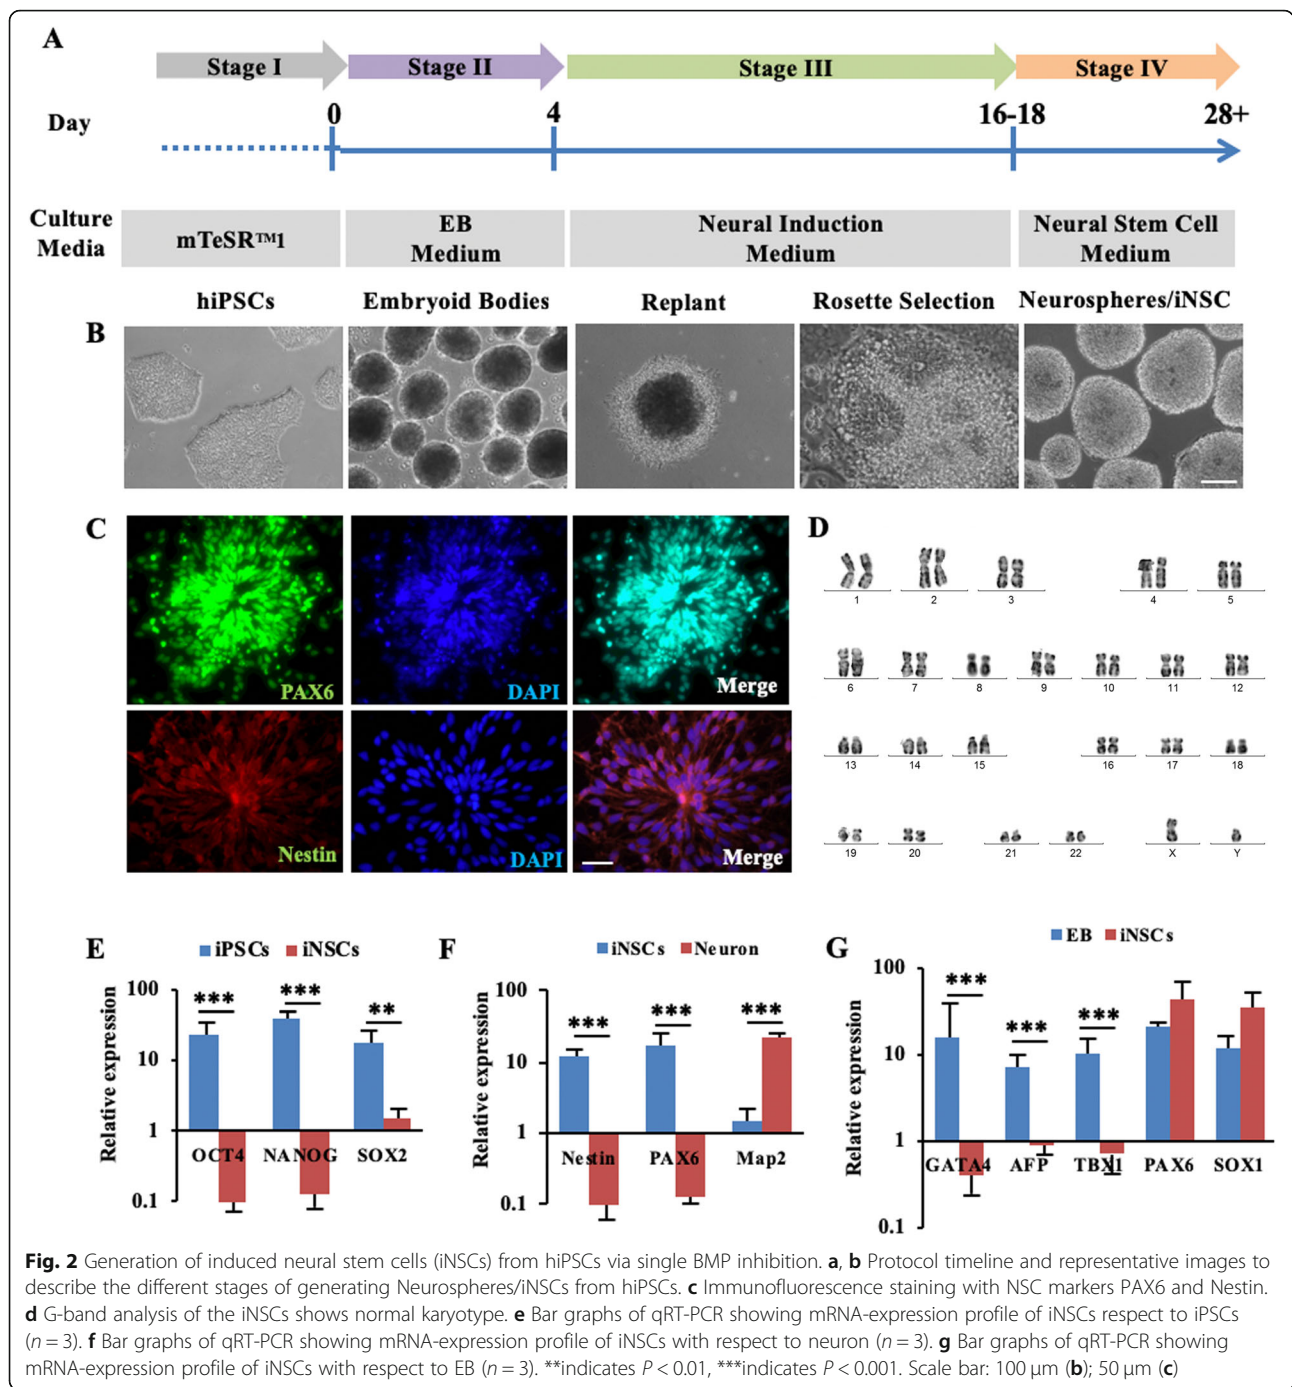 A
Stage I Stage II Stage III Stage IV
Day 0 4 16-18 28+
Culture Media
mTeSR™1
EB Medium
Neural Induction Medium
Neural Stem Cell Medium
hiPSCs Embryoid Bodies Replant Rosette Selection Neurospheres/iNSC
B
C
PAX6 DAPI Merge
Nestin DAPI Merge
D
1 2 3 4 5
6 7 8 9 10 11 12
13 14 15 16 17 18
19 20 21 22 X Y
E
iPSCs iNSCs
Relative expression
100
10
1
0.1
*** *** **
OCT4 NANOG SOX2
F
iNSCs Neuron
Relative expression
100
10
1
0.1
*** *** ***
Nestin PAX6 Map2
G
EB iNSCs
Relative expression
100
10
1
0.1
*** *** ***
GATA4 AFP TBX1 PAX6 SOX1
Fig. 2 Generation of induced neural stem cells (iNSCs) from hiPSCs via single BMP inhibition. a, b Protocol timeline and representative images to
describe the different stages of generating Neurospheres/iNSCs from hiPSCs. c Immunofluorescence staining with NSC markers PAX6 and Nestin.
d G-band analysis of the iNSCs shows normal karyotype. e Bar graphs of qRT-PCR showing mRNA-expression profile of iNSCs respect to iPSCs
(n = 3). f Bar graphs of qRT-PCR showing mRNA-expression profile of iNSCs with respect to neuron (n = 3). g Bar graphs of qRT-PCR showing
mRNA-expression profile of iNSCs with respect to EB (n = 3). **indicates P < 0.01, ***indicates P < 0.001. Scale bar: 100 μm (b); 50 μm (c)